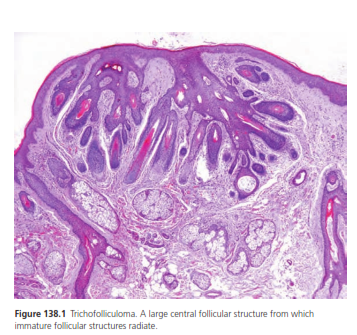 Figure 138.1 Trichofolliculoma. A large central follicular structure from which
immature follicular structures radiate.